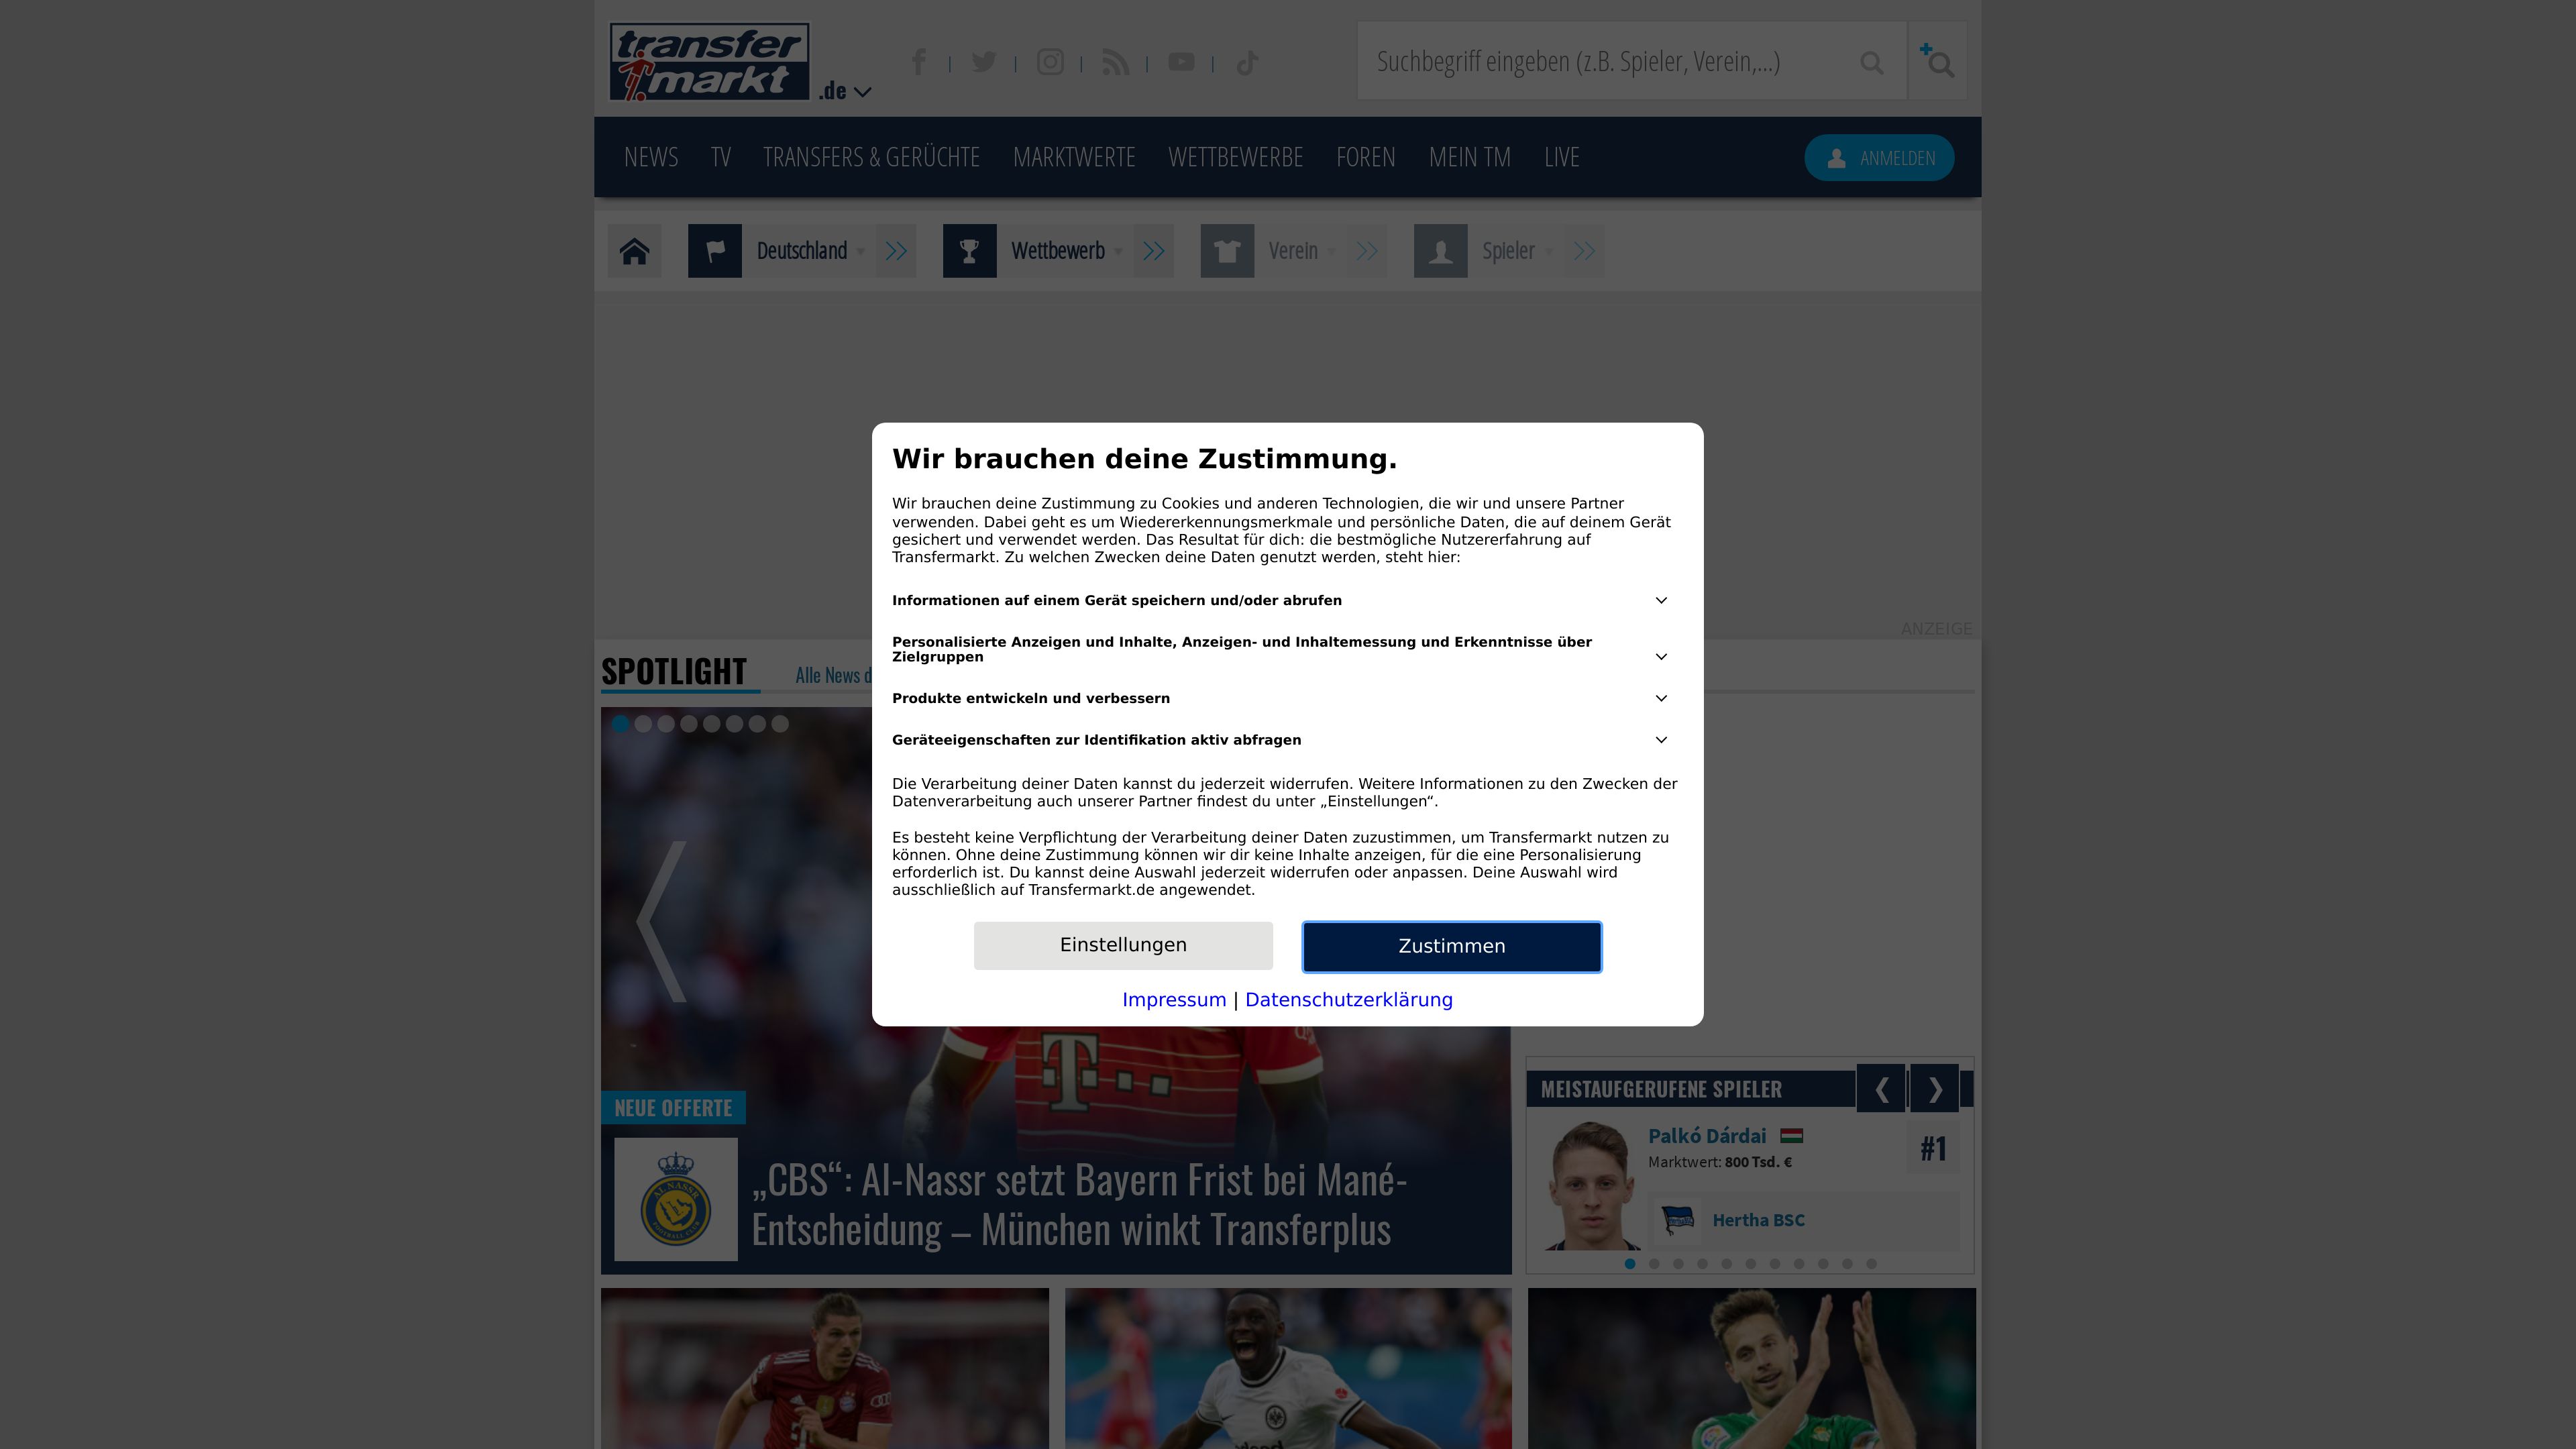 transfer
markt
.de
Suchbegriff eingeben (z.B. Spieler, Verein,...)
NEWS TV TRANSFERS & GERÜCHTE MARKTWERTE WETTBEWERBE FOREN MEIN TM LIVE ANMELDEN
Deutschland Wettbewerb Verein Spieler
Wir brauchen deine Zustimmung.
Wir brauchen deine Zustimmung zu Cookies und anderen Technologien, die wir und unsere Partner
verwenden. Dabei geht es um Wiedererkennungsmerkmale und persönliche Daten, die auf deinem Gerät
gesichert und verwendet werden. Das Resultat für dich: die bestmögliche Nutzererfahrung auf
Transfermarkt. Zu welchen Zwecken deine Daten genutzt werden, steht hier:
Informationen auf einem Gerät speichern und/oder abrufen
Personalisierte Anzeigen und Inhalte, Anzeigen- und Inhaltemessung und Erkenntnisse über
Zielgruppen
Produkte entwickeln und verbessern
Geräteeigenschaften zur Identifikation aktiv abfragen
Die Verarbeitung deiner Daten kannst du jederzeit widerrufen. Weitere Informationen zu den Zwecken der
Datenverarbeitung auch unserer Partner findest du unter „Einstellungen“.
Es besteht keine Verpflichtung der Verarbeitung deiner Daten zuzustimmen, um Transfermarkt nutzen zu
können. Ohne deine Zustimmung können wir dir keine Inhalte anzeigen, für die eine Personalisierung
erforderlich ist. Du kannst deine Auswahl jederzeit widerrufen oder anpassen. Deine Auswahl wird
ausschließlich auf Transfermarkt.de angewendet.
Einstellungen Zustimmen
Impressum | Datenschutzerklärung
ANZEIGE
SPOTLIGHT Alle News d
T
NEUE OFFERTE
AL-NASSR
„CBS“: Al-Nassr setzt Bayern Frist bei Mané-
Entscheidung – München winkt Transferplus
MEISTAUFGERUFENE SPIELER
Palkó Dárdai
Marktwert: 800 Tsd. €
#1
Hertha BSC